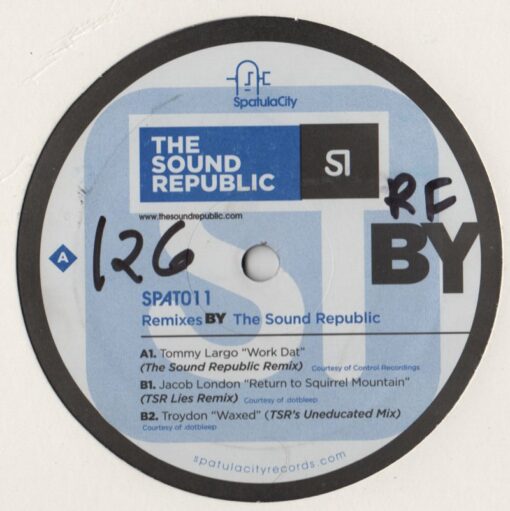 SpatulaCity
THE
SOUND
REPUBLIC
www.thesoundrepublic.com
RF
BY
A
126
SPAT011
Remixes BY The Sound Republic
A1. Tommy Largo "Work Dat"
(The Sound Republic Remix) Courtesy of Control Recordings
B1. Jacob London "Return to Squirrel Mountain"
(TSR Lies Remix) Courtesy of .dotbleep
B2. Troydon "Waxed" (TSR's Uneducated Mix)
Courtesy of .dotbleep
spatulacityrecords.com